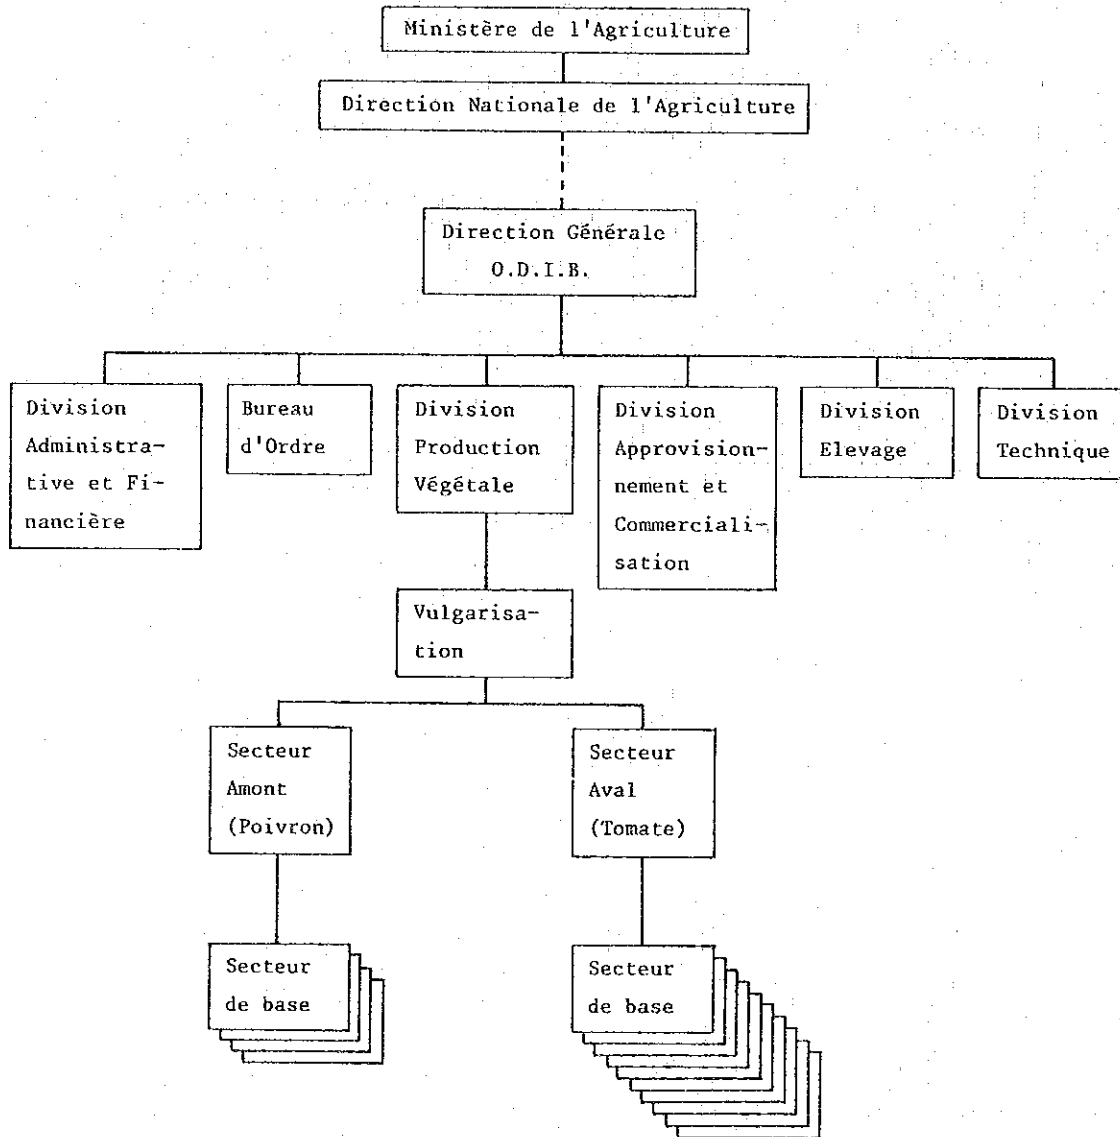 Ministère de l'Agriculture
Direction Nationale de l'Agriculture
Direction Générale
O.D.I.B.
Division
Administra-
tive et Fi-
nancière
Bureau
d'Ordre
Division
Production
Végétale
Division
Approvision-
nement et
Commerciali-
sation
Division
Elevage
Division
Technique
Vulgarisa-
tion
Secteur
Amont
(Poivron)
Secteur
Aval
(Tomate)
Secteur
de base
Secteur
de base